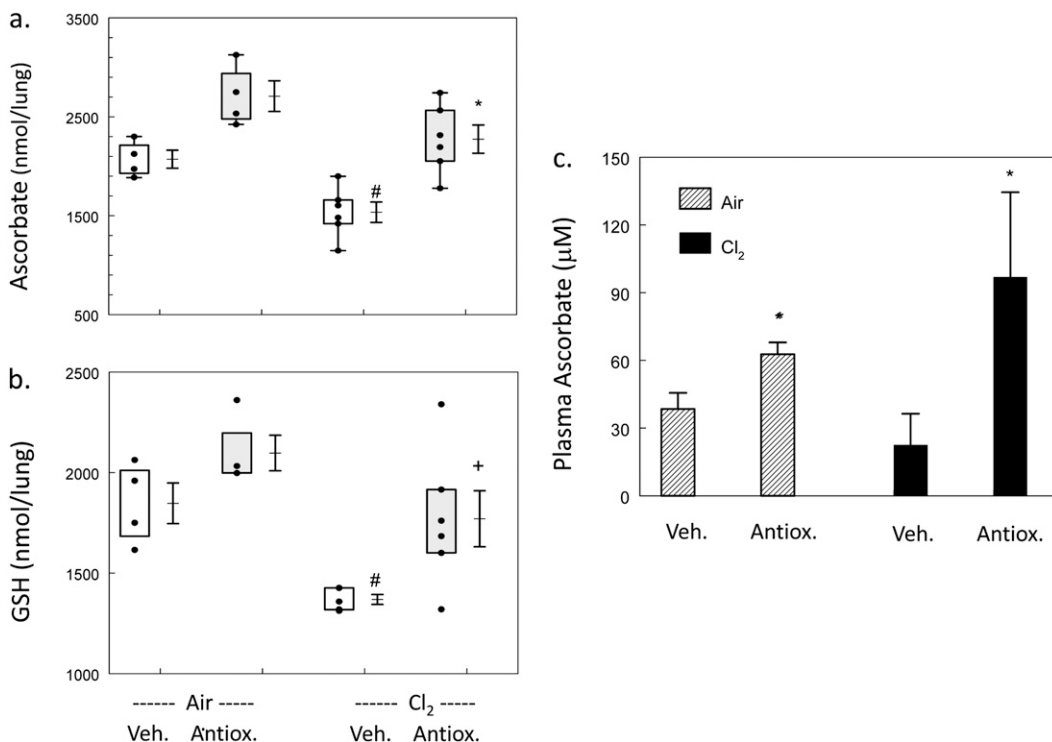 a.
Ascorbate (nmol/lung)
3500
2500
1500
500
#
*
b.
GSH (nmol/lung)
2500
2000
1500
1000
#
+
------ Air ----- ------ Cl₂ -----
Veh. Antiox. Veh. Antiox.
c.
Plasma Ascorbate (µM)
150
120
90
60
30
0
Air
Cl₂
*
*
Veh. Antiox. Veh. Antiox.